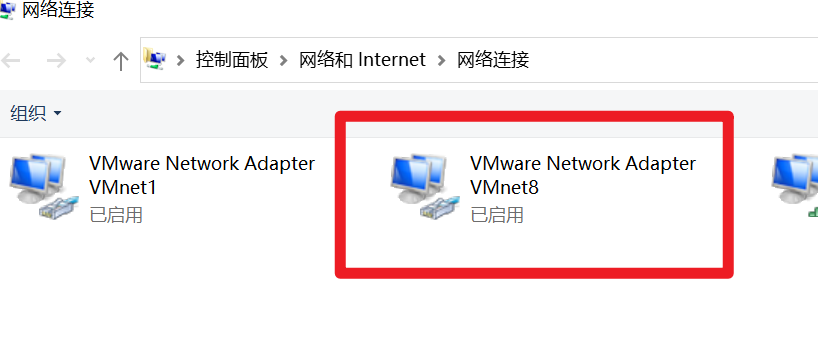 网络连接
控制面板 > 网络和 Internet > 网络连接
组织
VMware Network Adapter
VMnet1
已启用
VMware Network Adapter
VMnet8
已启用